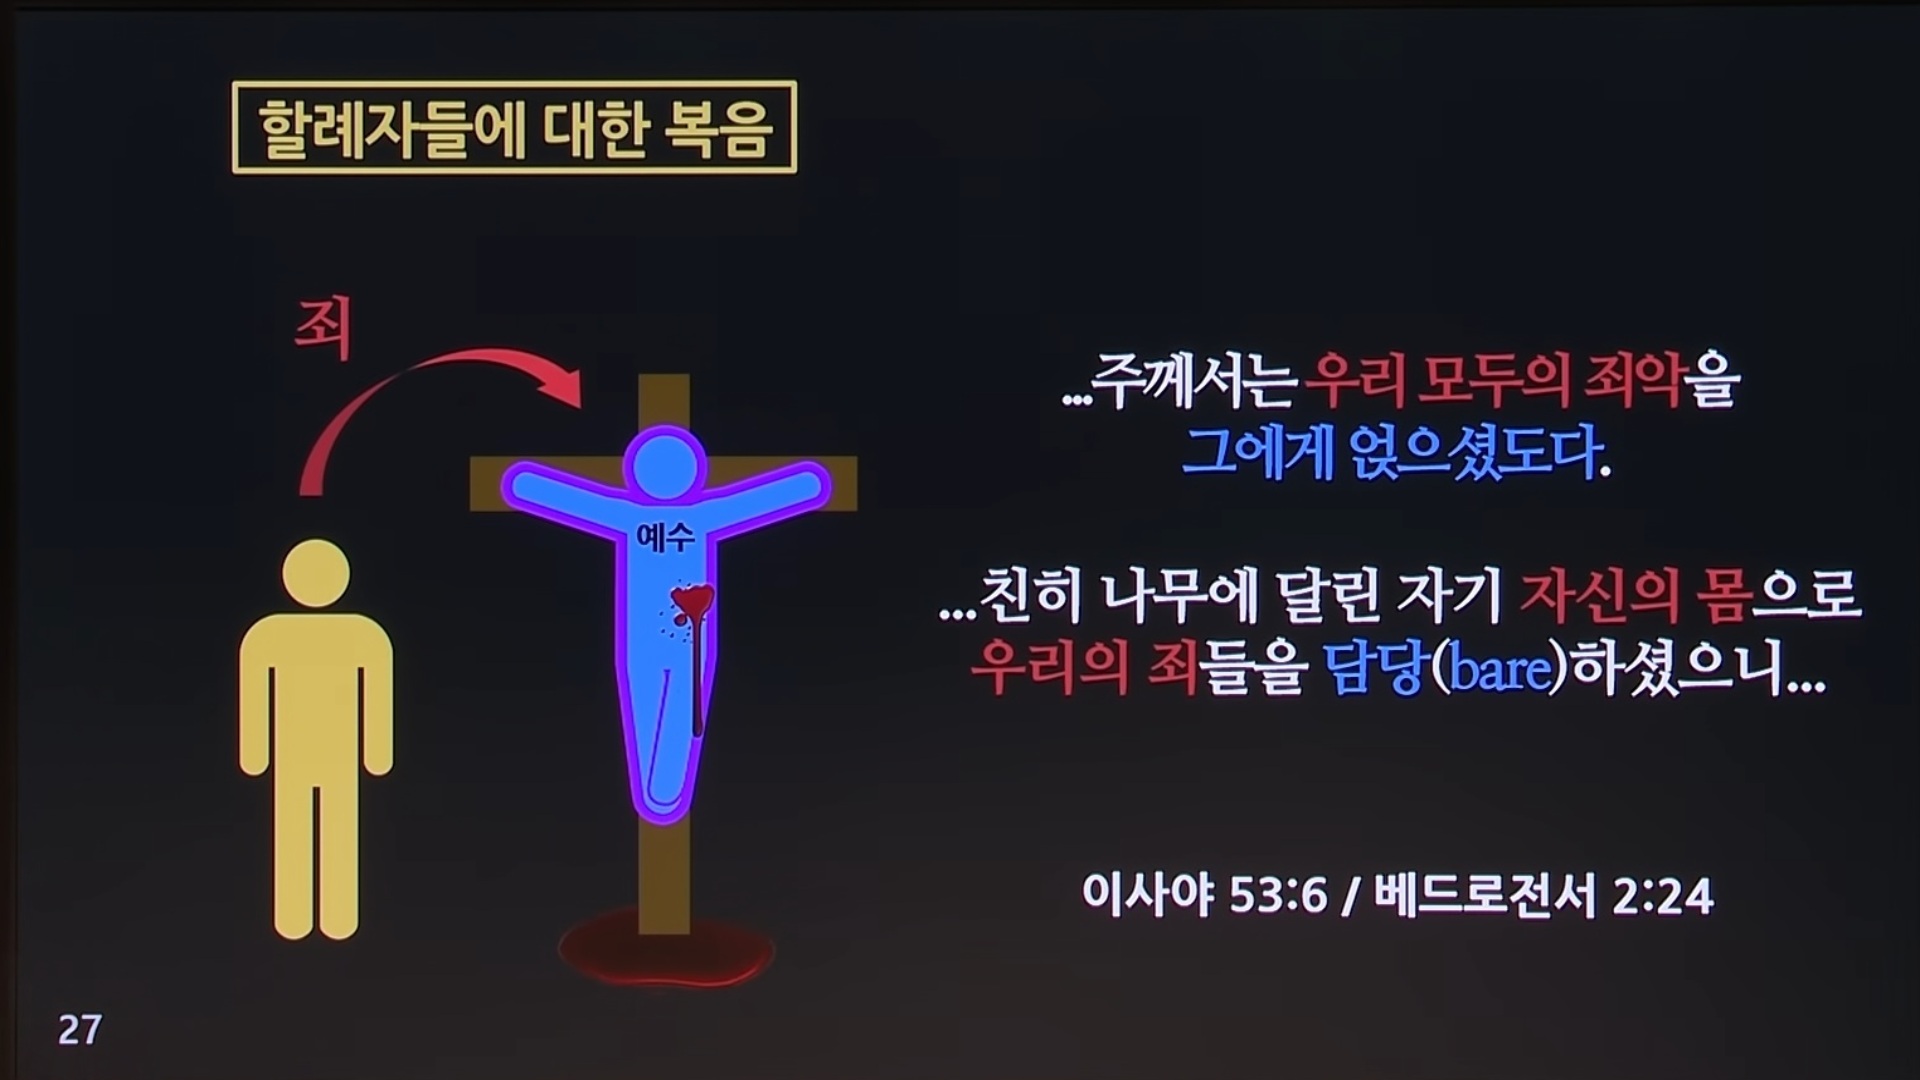 할례자들에 대한 복음
죄
예수
...주께서는 우리 모두의 죄악을
그에게 얹으셨도다.
...친히 나무에 달린 자기 자신의 몸으로
우리의 죄들을 담당(bare)하셨으니...
이사야 53:6 / 베드로전서 2:24
27